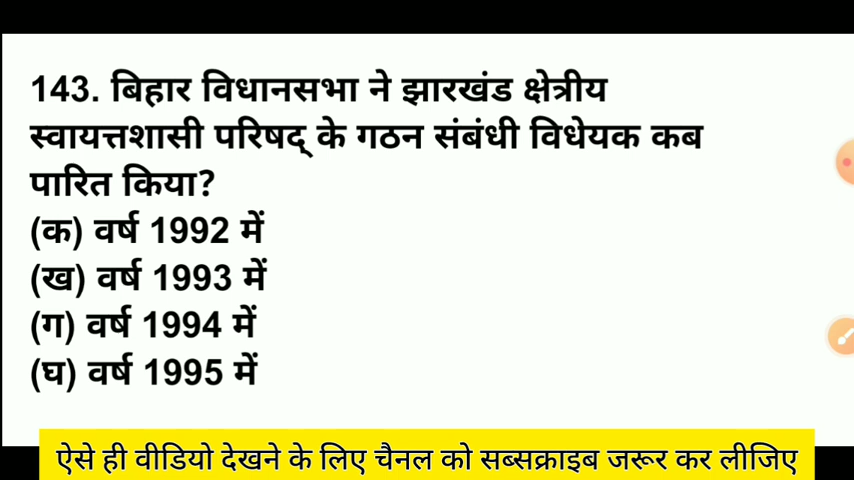 143. बिहार विधानसभा ने झारखंड क्षेत्रीय
स्वायत्तशासी परिषद् के गठन संबंधी विधेयक कब
पारित किया?
(क) वर्ष 1992 में
(ख) वर्ष 1993 में
(ग) वर्ष 1994 में
(घ) वर्ष 1995 में
ऐसे ही वीडियो देखने के लिए चैनल को सब्सक्राइब जरूर कर लीजिए